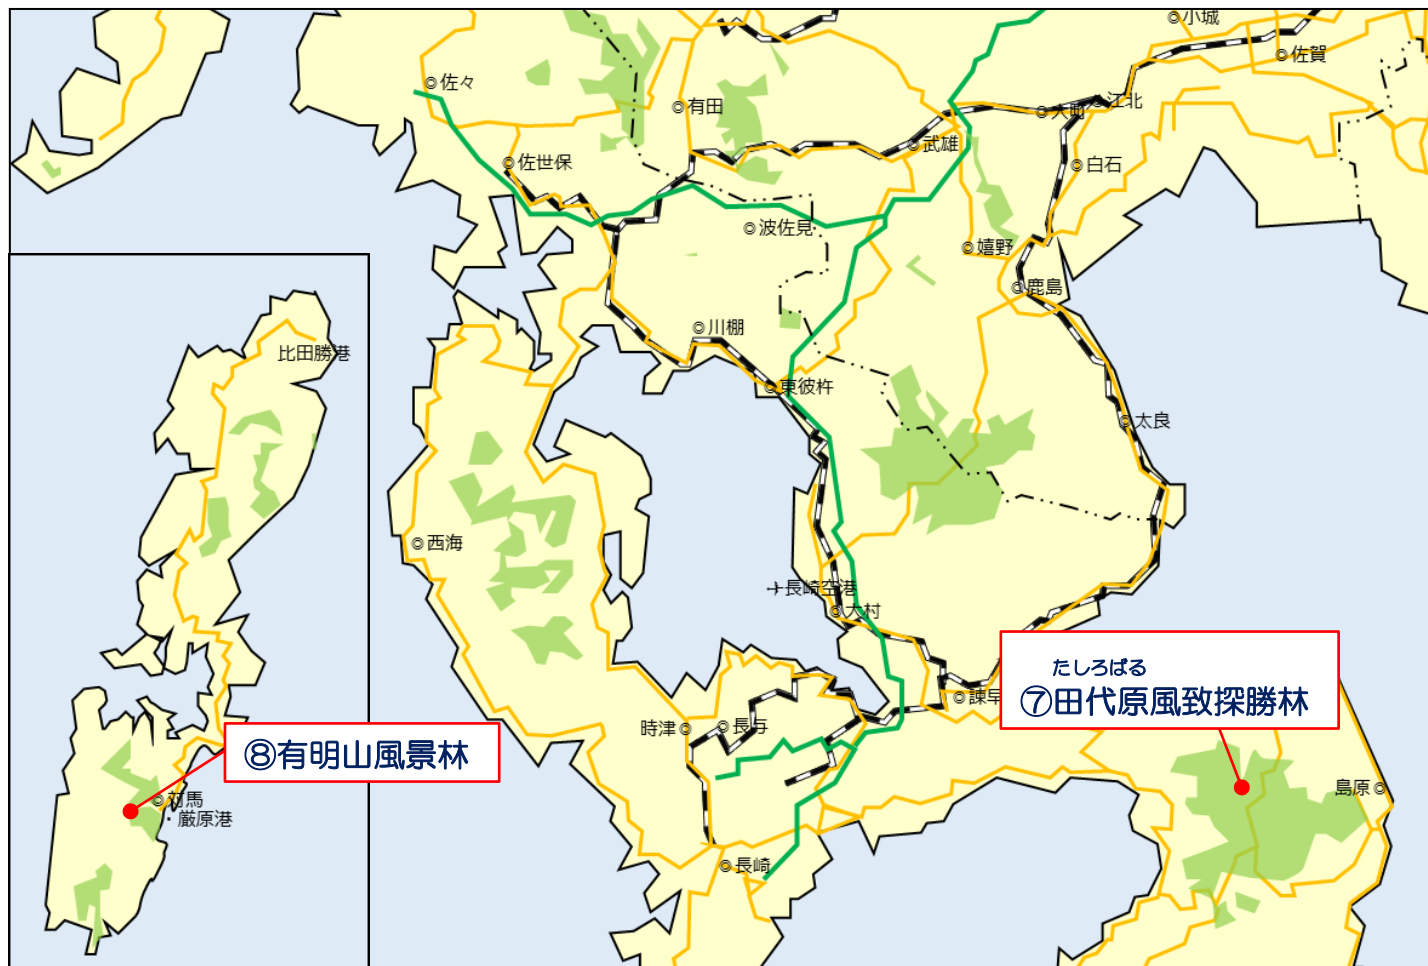 小城
佐賀
佐々
有田
大町
江北
武雄
佐世保
白石
波佐見
嬉野
鹿島
川棚
比田勝港
東彼杵
太良
西海
長崎空港
大村
たしろばる
⑦田代原風致探勝林
諫早
時津
長与
⑧有明山風景林
島原
対馬
・厳原港
長崎